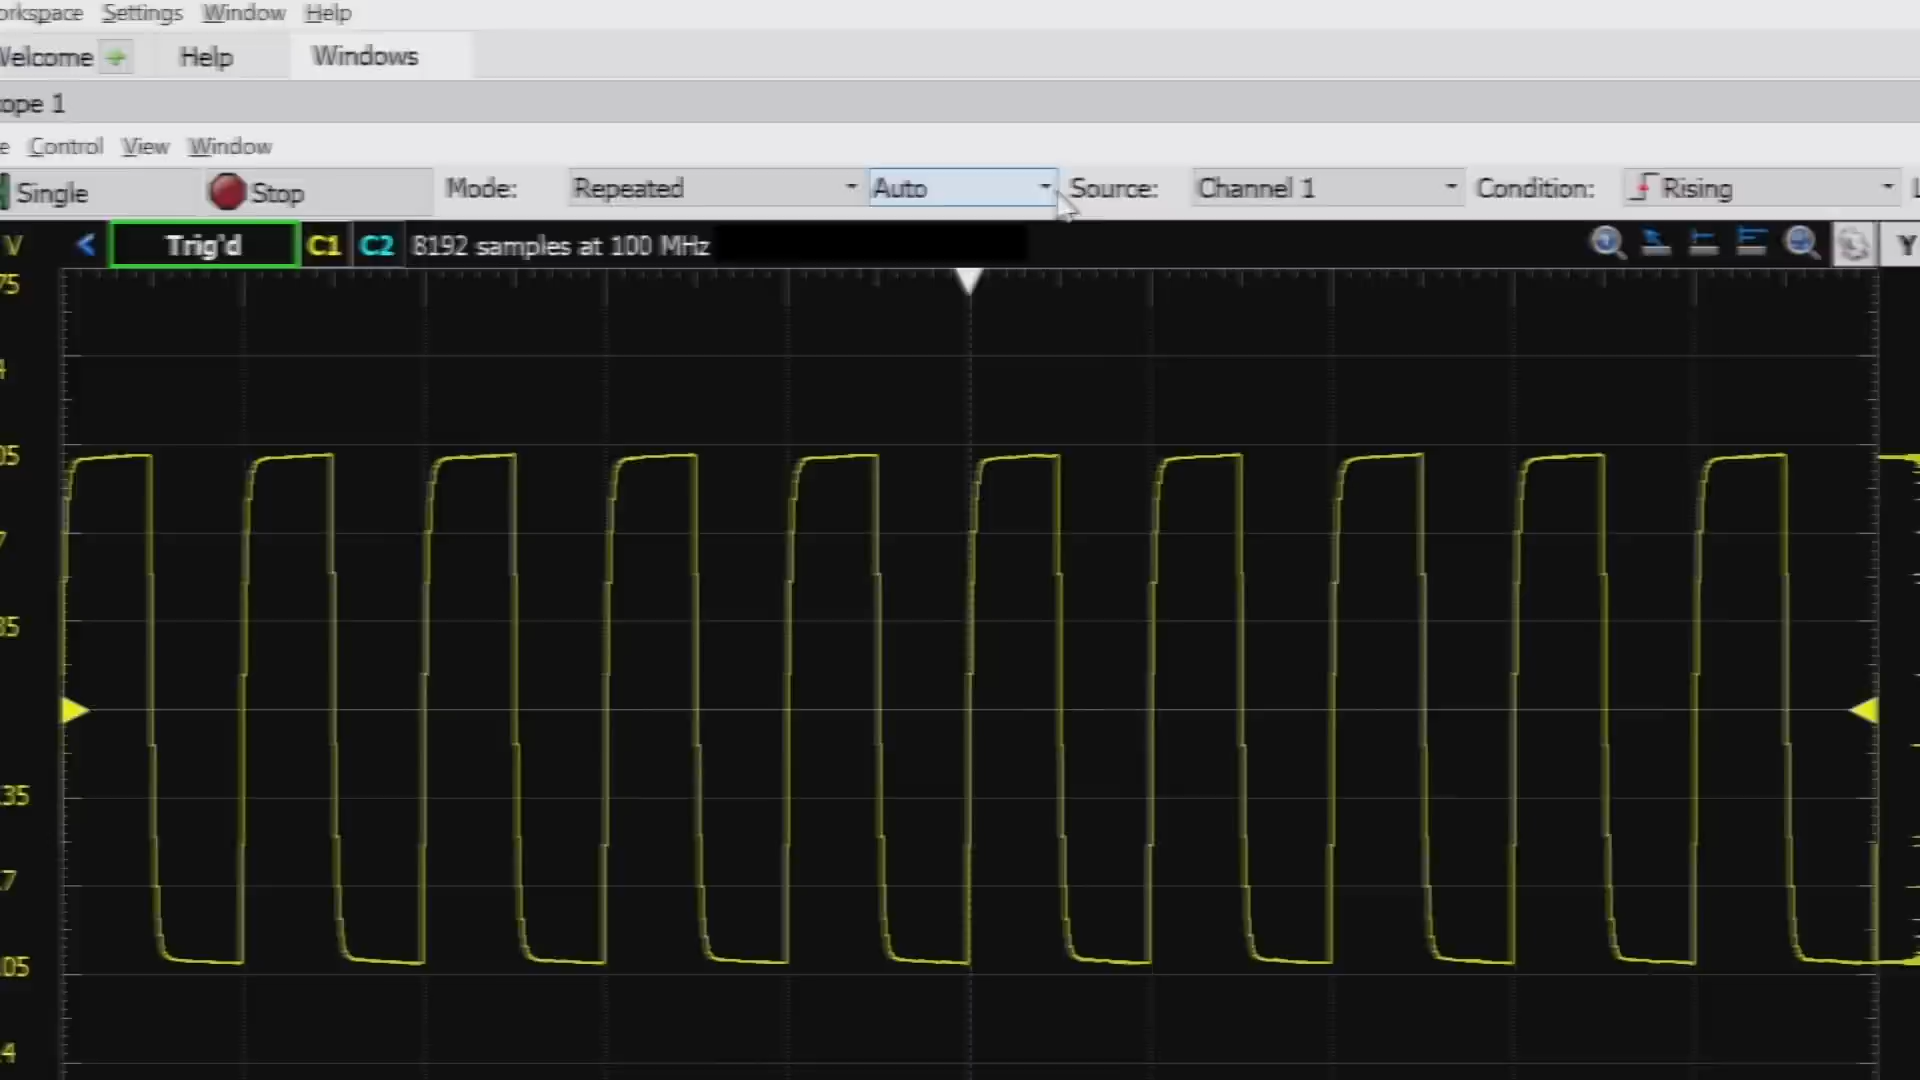 orkspace Settings Window Help
Welcome Help Windows
ope 1
e Control View Window
Single Stop Mode: Repeated Auto Source: Channel 1 Condition: Rising L
V Trig'd C1 C2 8192 samples at 100 MHz Y
75
4
05
7
35
.35
.7
.05
.4